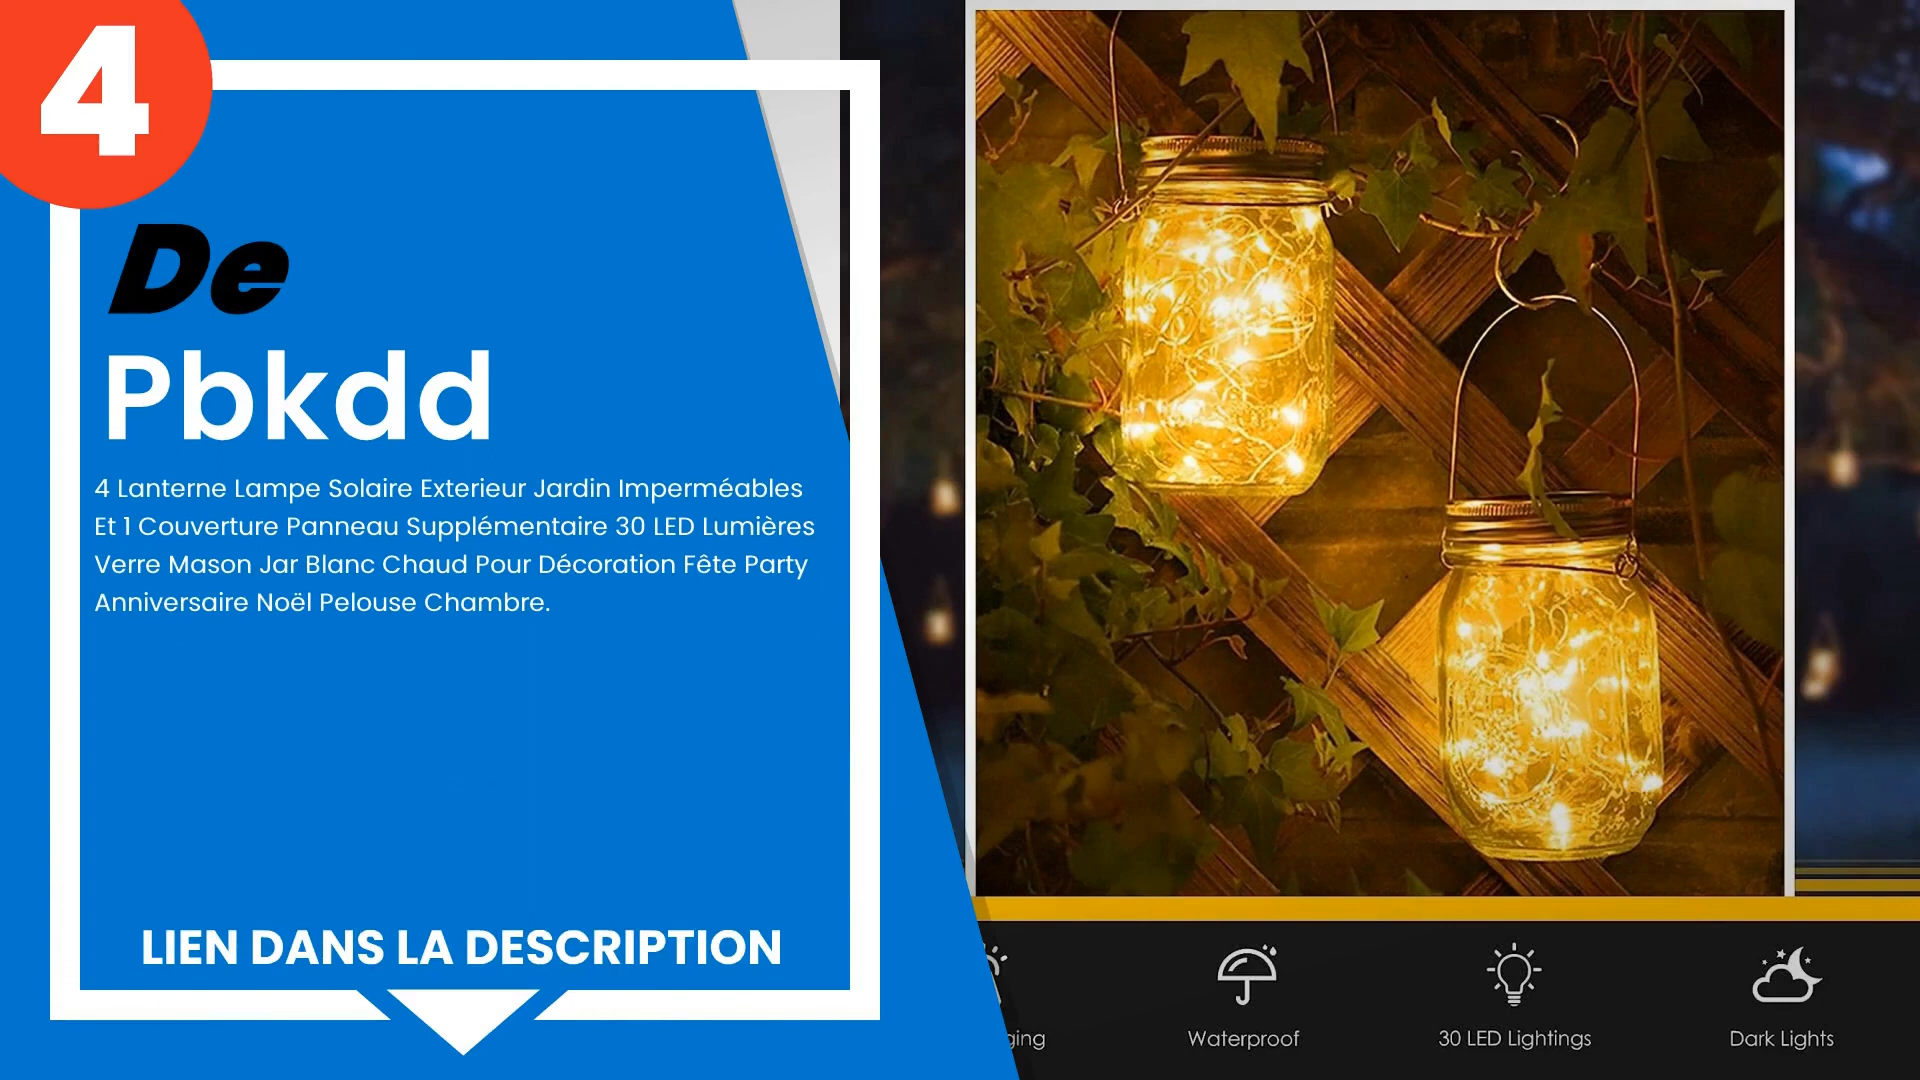 4
De
Pbkdd
4 Lanterne Lampe Solaire Exterieur Jardin Imperméables
Et 1 Couverture Panneau Supplémentaire 30 LED Lumières
Verre Mason Jar Blanc Chaud Pour Décoration Fête Party
Anniversaire Noël Pelouse Chambre.
LIEN DANS LA DESCRIPTION
Waterproof
30 LED Lightings
Dark Lights